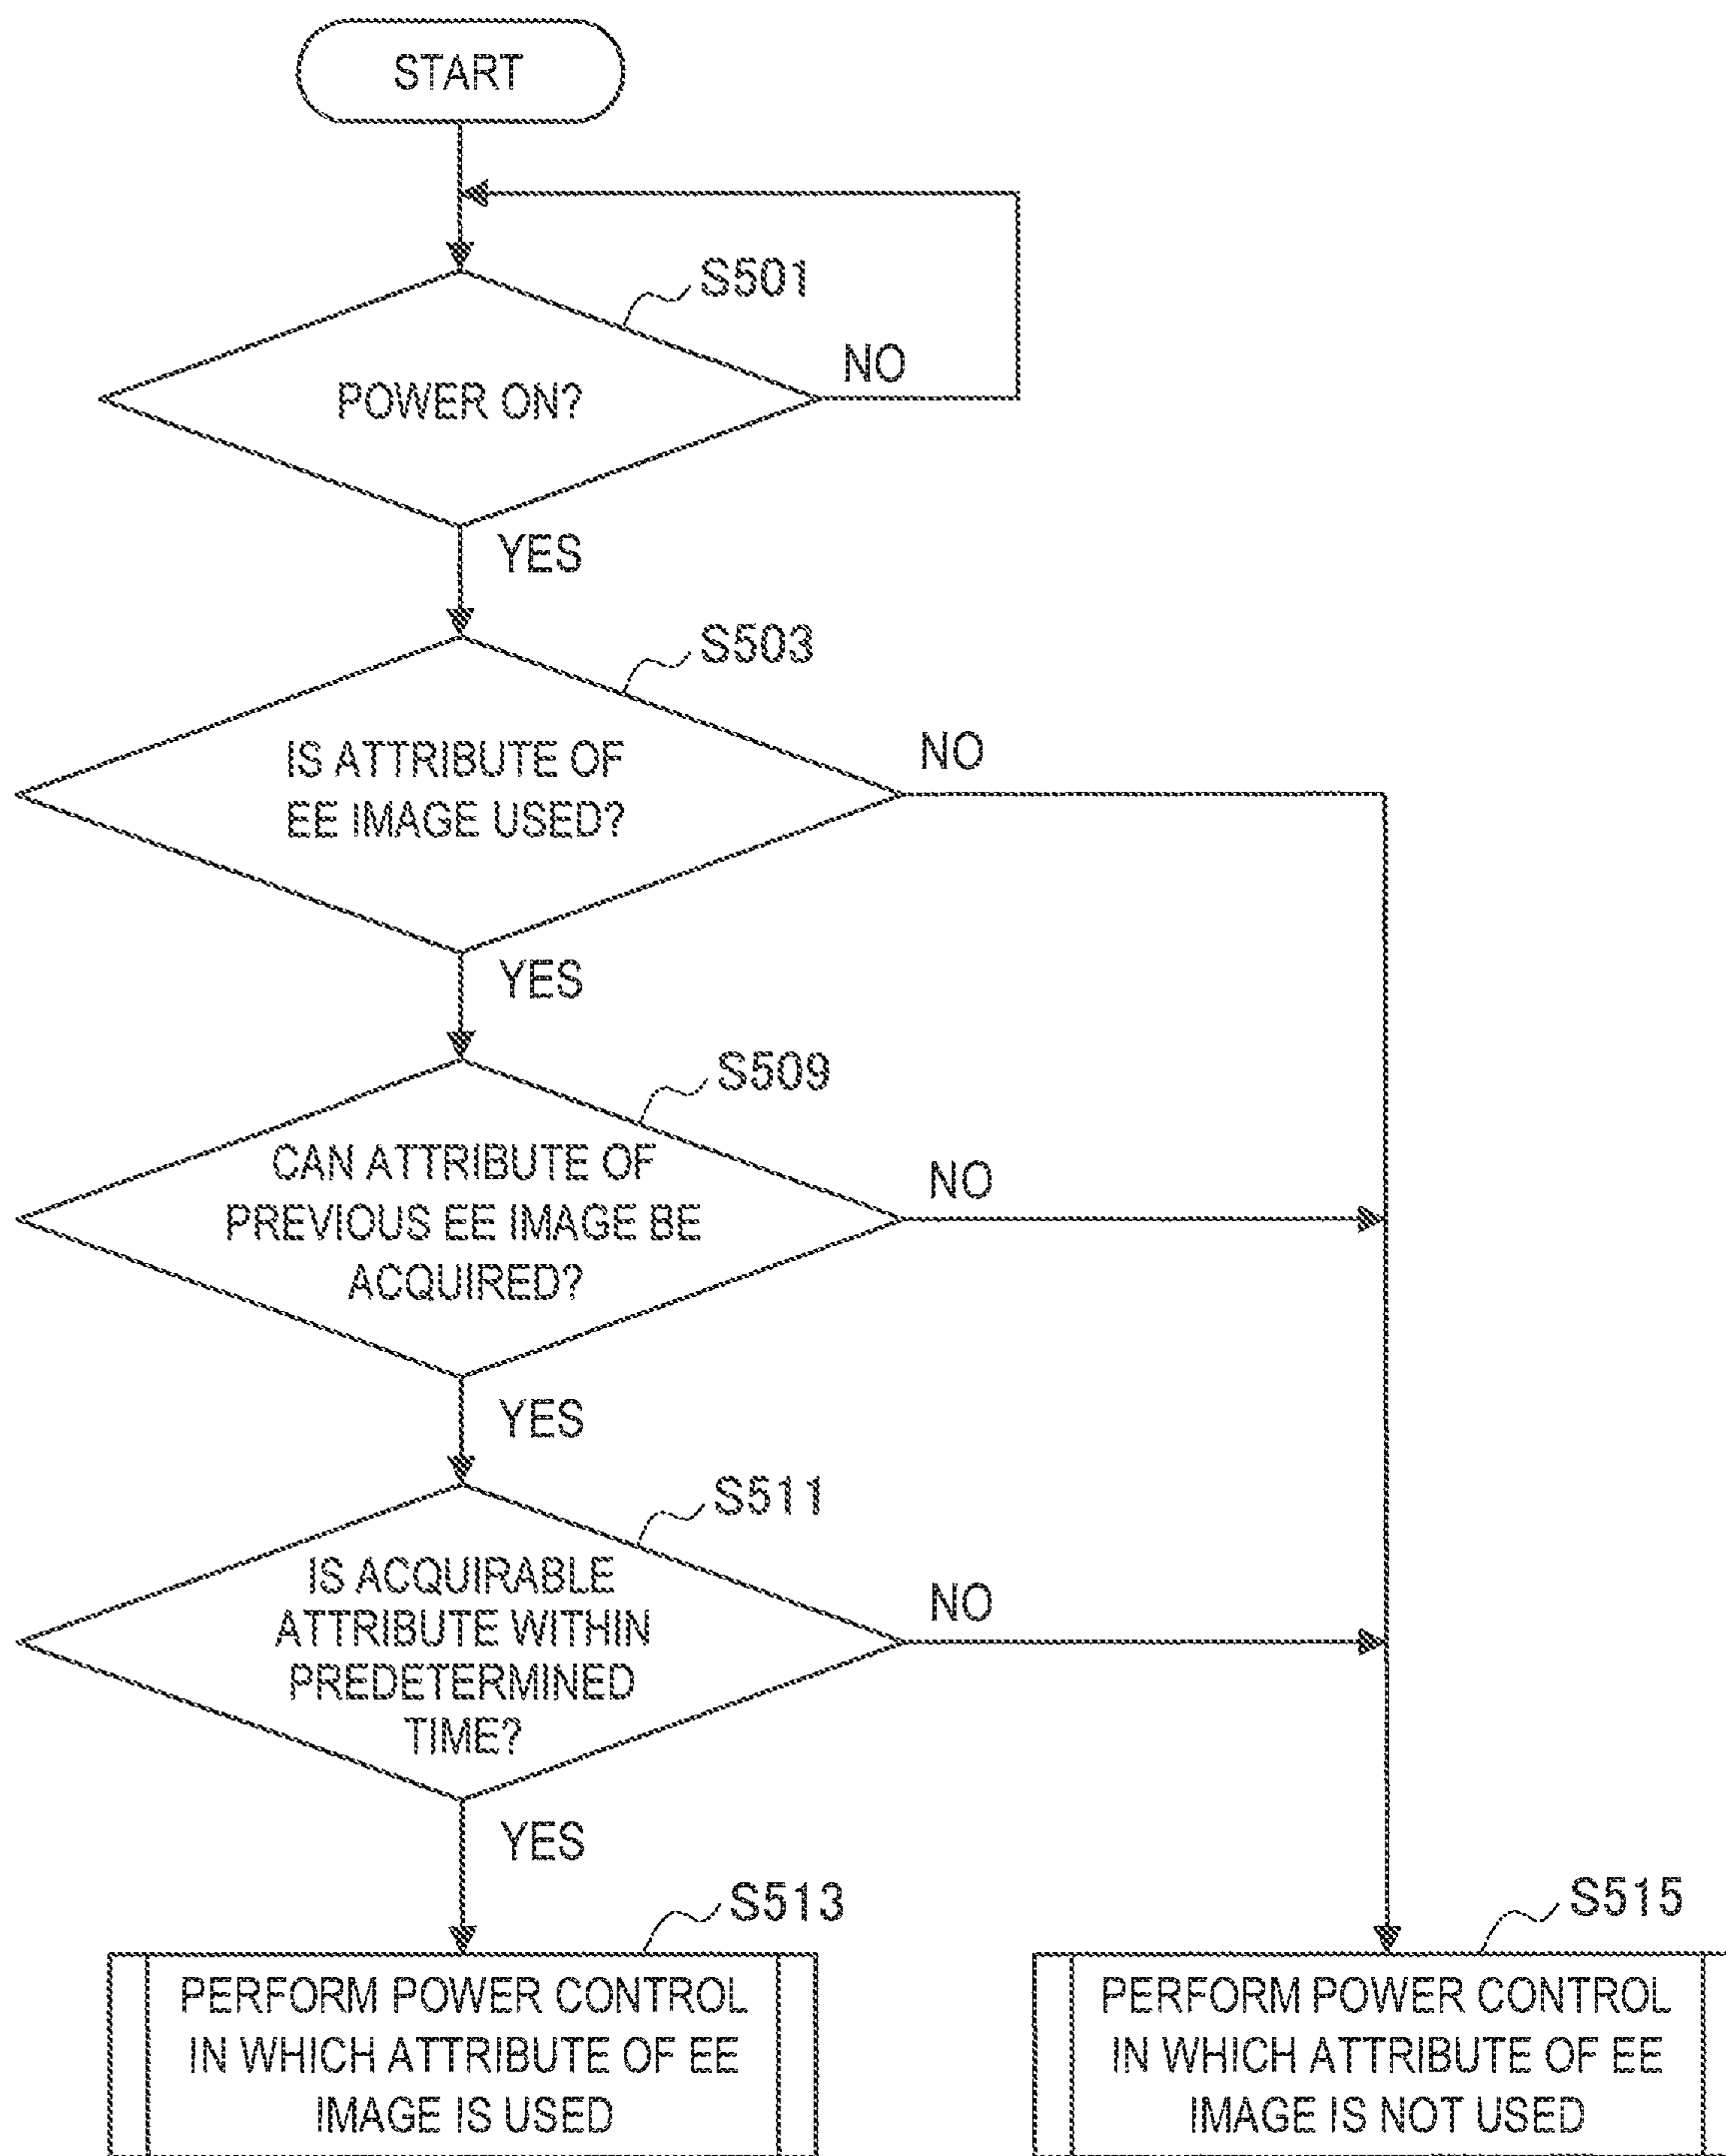 START
S501
POWER ON?
NO
YES
S503
IS ATTRIBUTE OF
EE IMAGE USED?
NO
YES
S509
CAN ATTRIBUTE OF
PREVIOUS EE IMAGE BE
ACQUIRED?
NO
YES
S511
IS ACQUIRABLE
ATTRIBUTE WITHIN
PREDETERMINED
TIME?
NO
YES
S513
PERFORM POWER CONTROL
IN WHICH ATTRIBUTE OF EE
IMAGE IS USED
S515
PERFORM POWER CONTROL
IN WHICH ATTRIBUTE OF EE
IMAGE IS NOT USED